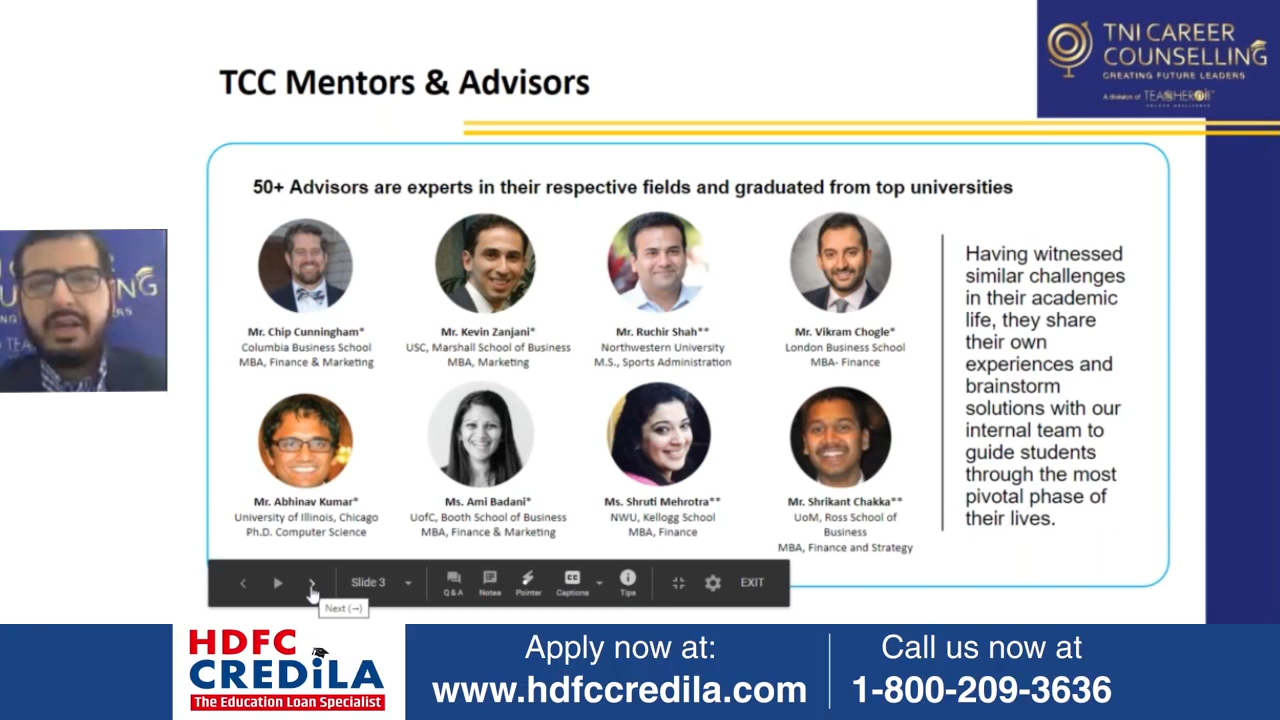 TNI CAREER
COUNSELLING
CREATING FUTURE LEADERS
A division of
TCC Mentors & Advisors
50+ Advisors are experts in their respective fields and graduated from top universities
Mr. Chip Cunningham*
Columbia Business School
MBA, Finance & Marketing
Mr. Kevin Zanjani*
USC, Marshall School of Business
MBA, Marketing
Mr. Ruchir Shah**
Northwestern University
M.S., Sports Administration
Mr. Vikram Chogle*
London Business School
MBA- Finance
Mr. Abhinav Kumar*
University of Illinois, Chicago
Ph.D. Computer Science
Ms. Ami Badani*
UofC, Booth School of Business
MBA, Finance & Marketing
Ms. Shruti Mehrotra**
NWU, Kellogg School
MBA, Finance
Mr. Shrikant Chakka**
UoM, Ross School of
Business
MBA, Finance and Strategy
Having witnessed
similar challenges
in their academic
life, they share
their own
experiences and
brainstorm
solutions with our
internal team to
guide students
through the most
pivotal phase of
their lives.
Slide 3
Q & A
Notes
Pointer
Captions
Tips
EXIT
Next (→)
HDFC
CREDILA
The Education Loan Specialist
Apply now at:
www.hdfccredila.com
Call us now at
1-800-209-3636